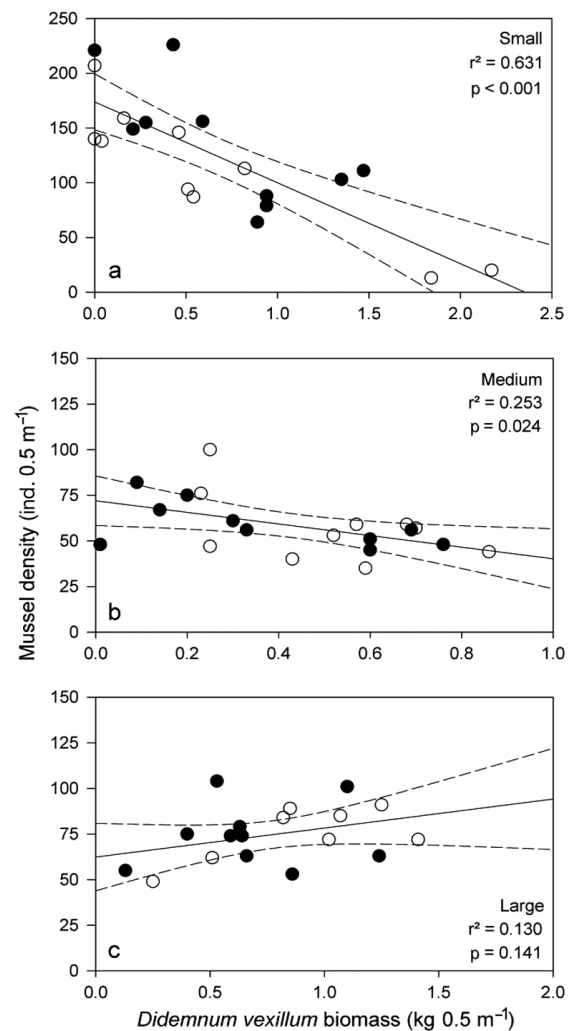 250
200
150
100
50
0
Small
r² = 0.631
p < 0.001
a
0.0 0.5 1.0 1.5 2.0 2.5
150
125
100
75
50
25
0
Medium
r² = 0.253
p = 0.024
b
0.0 0.2 0.4 0.6 0.8 1.0
Mussel density (ind. 0.5 m⁻¹)
150
125
100
75
50
25
0
Large
r² = 0.130
p = 0.141
c
0.0 0.5 1.0 1.5 2.0
Didemnum vexillum biomass (kg 0.5 m⁻¹)